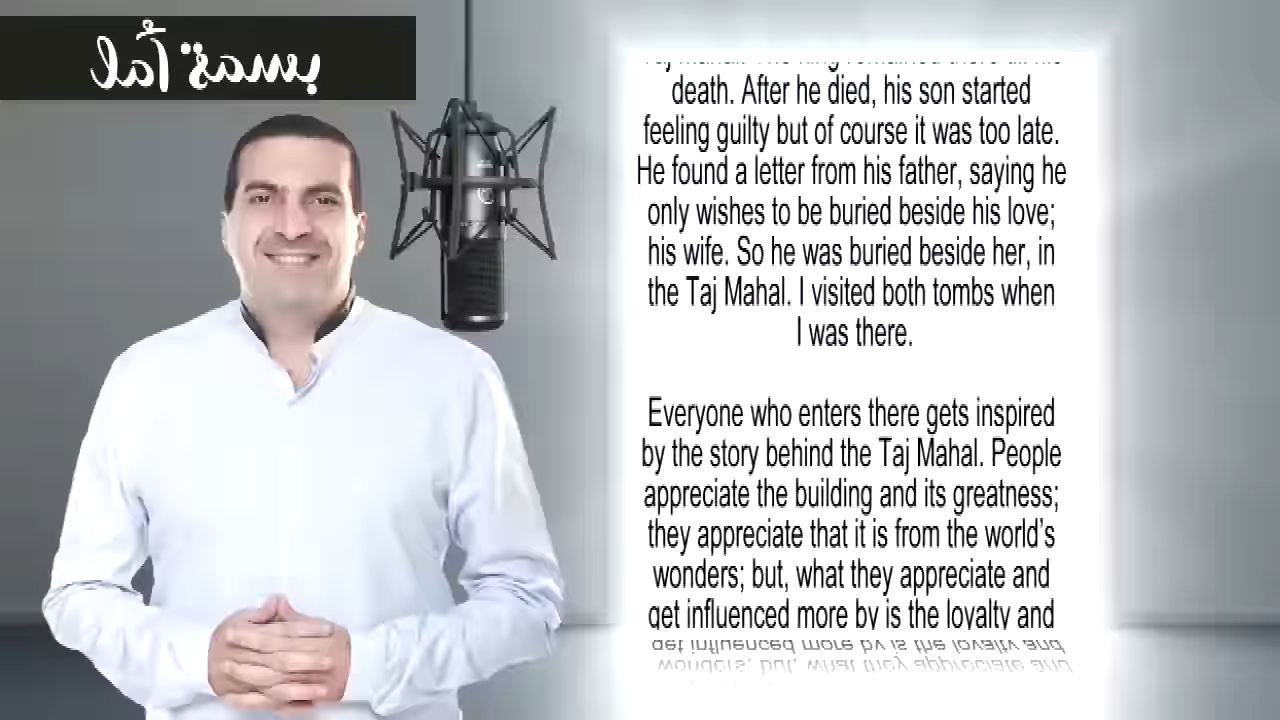 death. After he died, his son started
feeling guilty but of course it was too late.
He found a letter from his father, saying he
only wishes to be buried beside his love;
his wife. So he was buried beside her, in
the Taj Mahal. I visited both tombs when
I was there.
Everyone who enters there gets inspired
by the story behind the Taj Mahal. People
appreciate the building and its greatness;
they appreciate that it is from the world’s
wonders; but, what they appreciate and
get influenced more by is the loyalty and